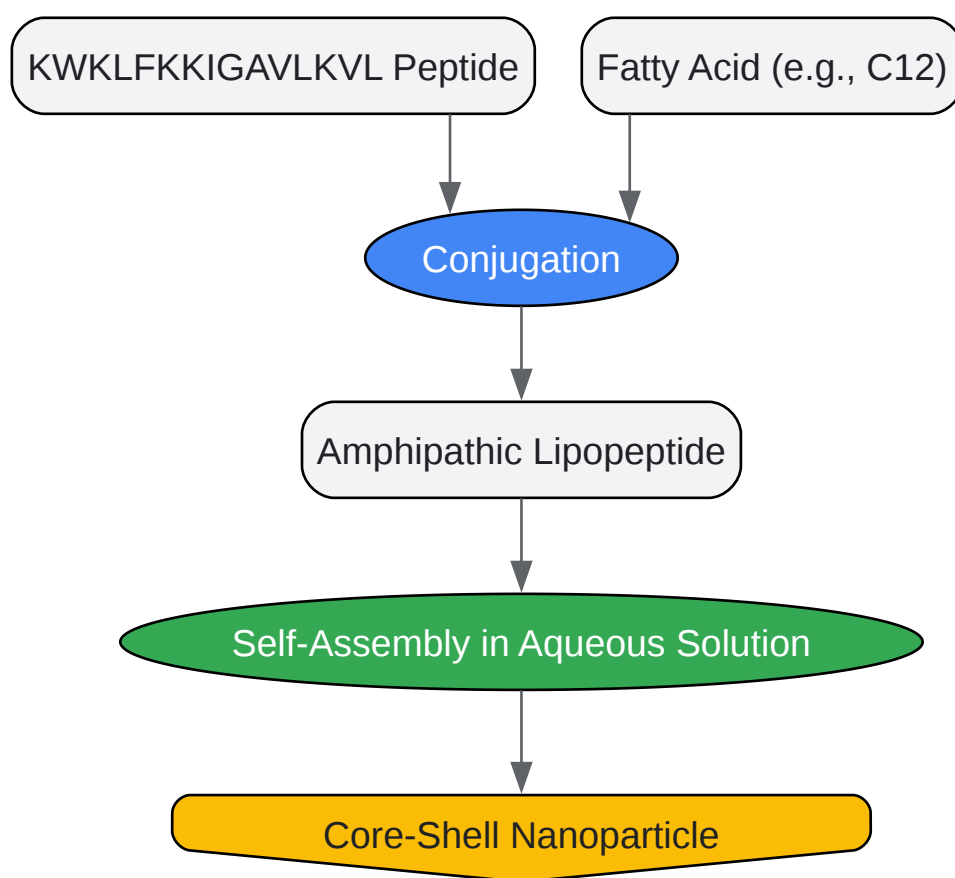 KWKLFKKIGAVLKVL Peptide
Fatty Acid (e.g., C12)
Conjugation
Amphipathic Lipopeptide
Self-Assembly in Aqueous Solution
Core-Shell Nanoparticle